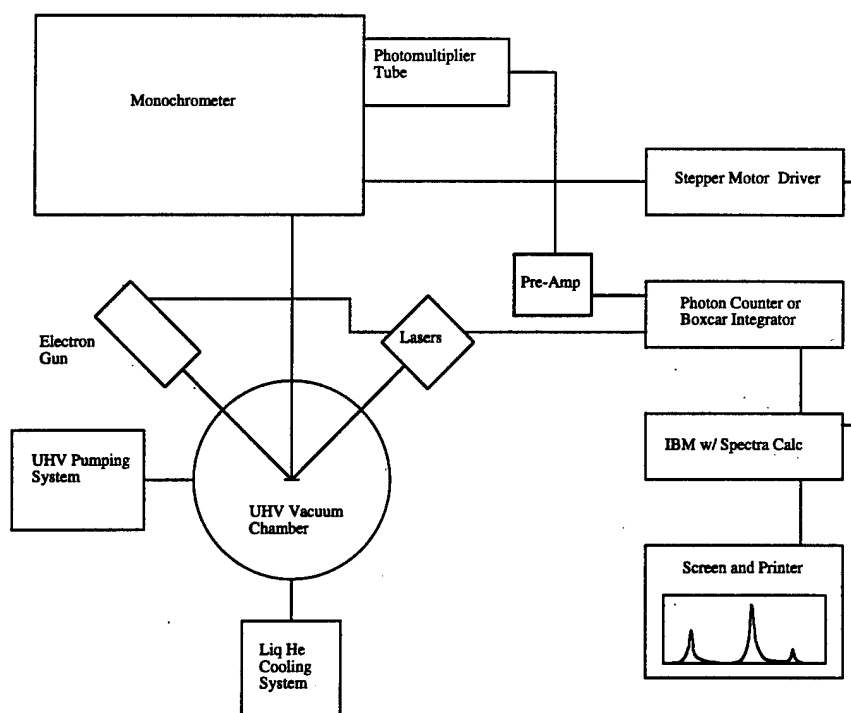 Photomultiplier
Tube
Monochrometer
Stepper Motor Driver
Pre-Amp
Photon Counter or
Boxcar Integrator
Electron
Gun
Lasers
IBM w/ Spectra Calc
UHV Pumping
System
UHV Vacuum
Chamber
Screen and Printer
Liq He
Cooling
System